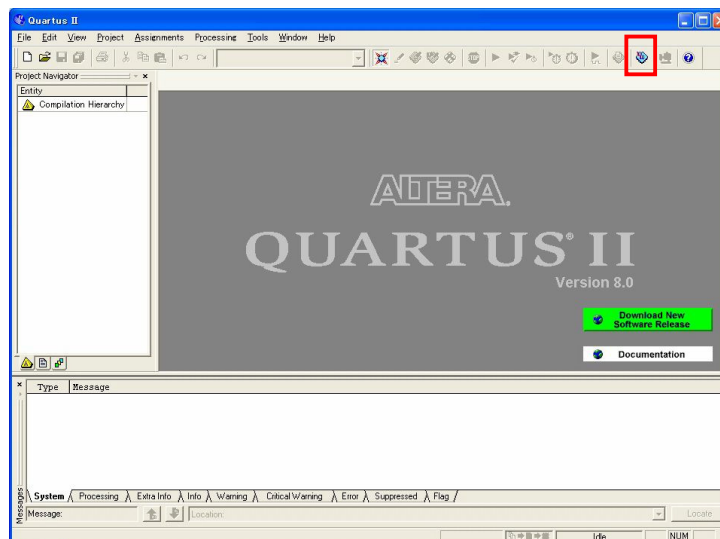 Quartus II
File Edit View Project Assignments Processing Tools Window Help
Project Navigator
Entity
Compilation Hierarchy
ALTERA.
QUARTUS® II
Version 8.0
Download New
Software Release
Documentation
Type Message
System Processing Extra Info Info Warning Critical Warning Error Suppressed Flag
Messages
Message: Location: Locate
Idle NUM